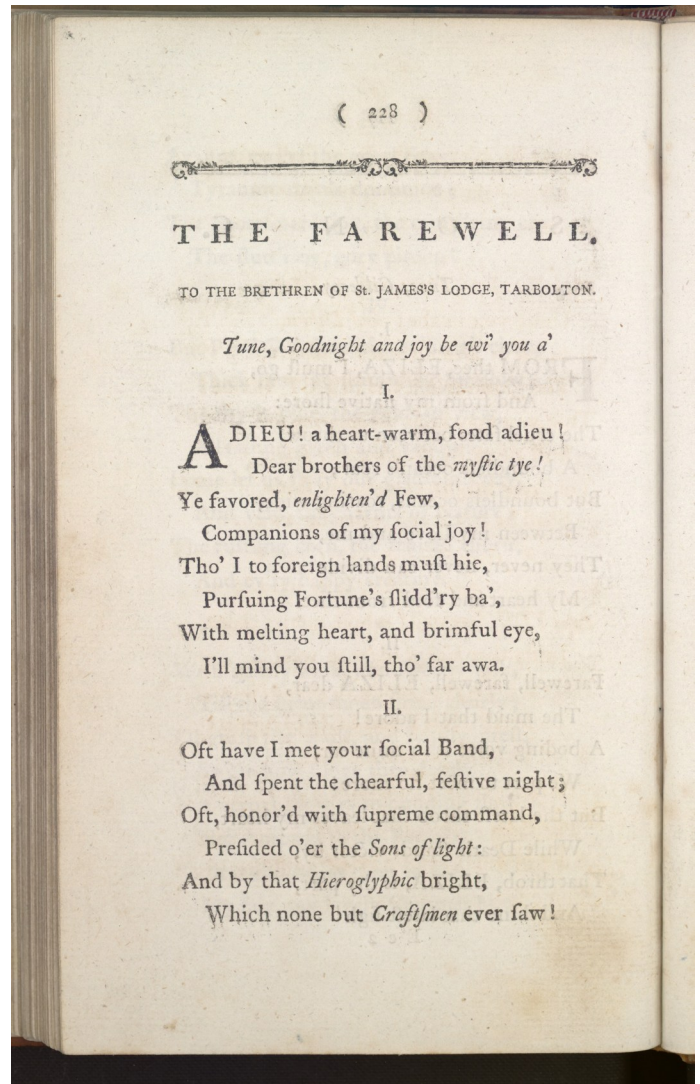 ( 228 )
THE FAREWELL.
TO THE BRETHREN OF St. JAMES'S LODGE, TARBOLTON.
Tune, Goodnight and joy be wi' you a'
I.
ADIEU! a heart-warm, fond adieu!
Dear brothers of the myſtic tye!
Ye favored, enlighten'd Few,
Companions of my ſocial joy!
Tho' I to foreign lands muſt hie,
Purſuing Fortune's ſlidd'ry ba',
With melting heart, and brimful eye,
I'll mind you ſtill, tho' far awa.
II.
Oft have I met your ſocial Band,
And ſpent the chearful, feſtive night;
Oft, honor'd with ſupreme command,
Preſided o'er the Sons of light:
And by that Hieroglyphic bright,
Which none but Craftſmen ever ſaw!